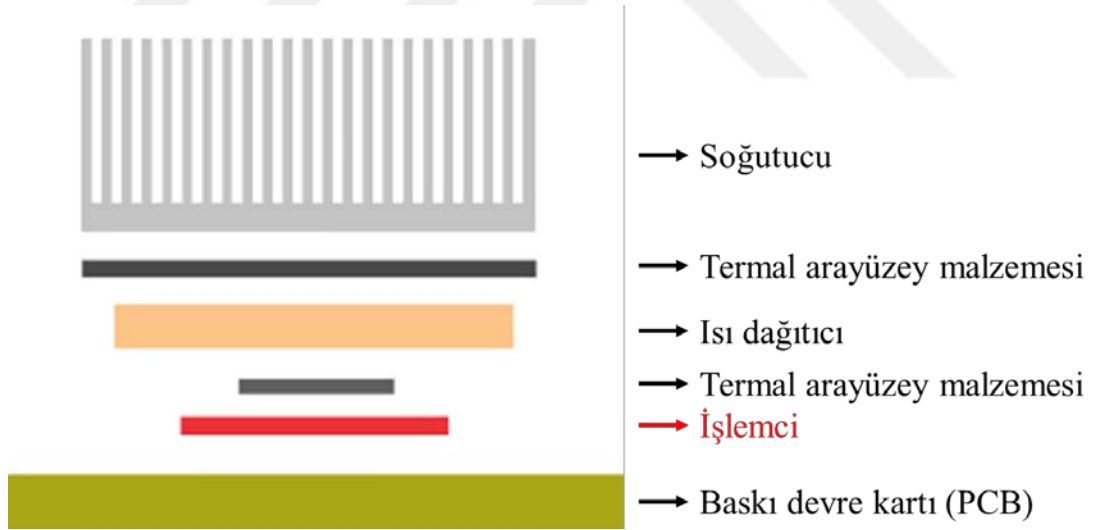 Soğutucu
Termal arayüzey malzemesi
Isı dağıtıcı
Termal arayüzey malzemesi
İşlemci
Baskı devre kartı (PCB)